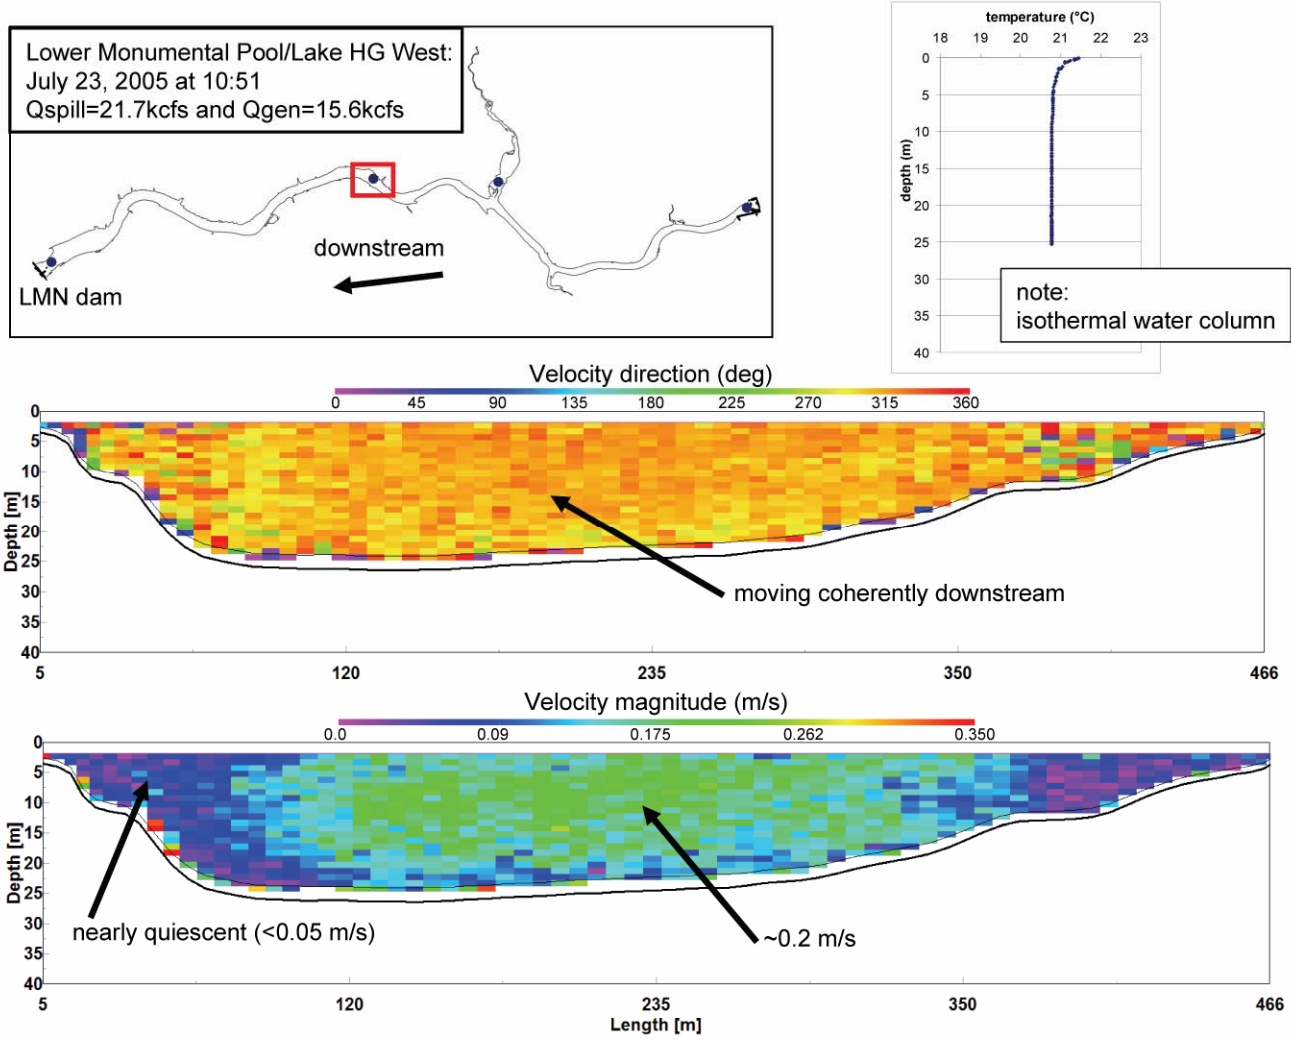 Lower Monumental Pool/Lake HG West:
July 23, 2005 at 10:51
Qspill=21.7kcfs and Qgen=15.6kcfs
downstream
LMN dam
temperature (°C)
18 19 20 21 22 23
0
5
10
15
20
25
30
35
40
depth (m)
note:
isothermal water column
Velocity direction (deg)
0 45 90 135 180 225 270 315 360
0
5
10
15
20
25
30
35
40
Depth [m]
moving coherently downstream
5 120 235 350 466
Velocity magnitude (m/s)
0.0 0.09 0.175 0.262 0.350
0
5
10
15
20
25
30
35
40
Depth [m]
nearly quiescent (<0.05 m/s)
~0.2 m/s
5 120 235 350 466
Length [m]